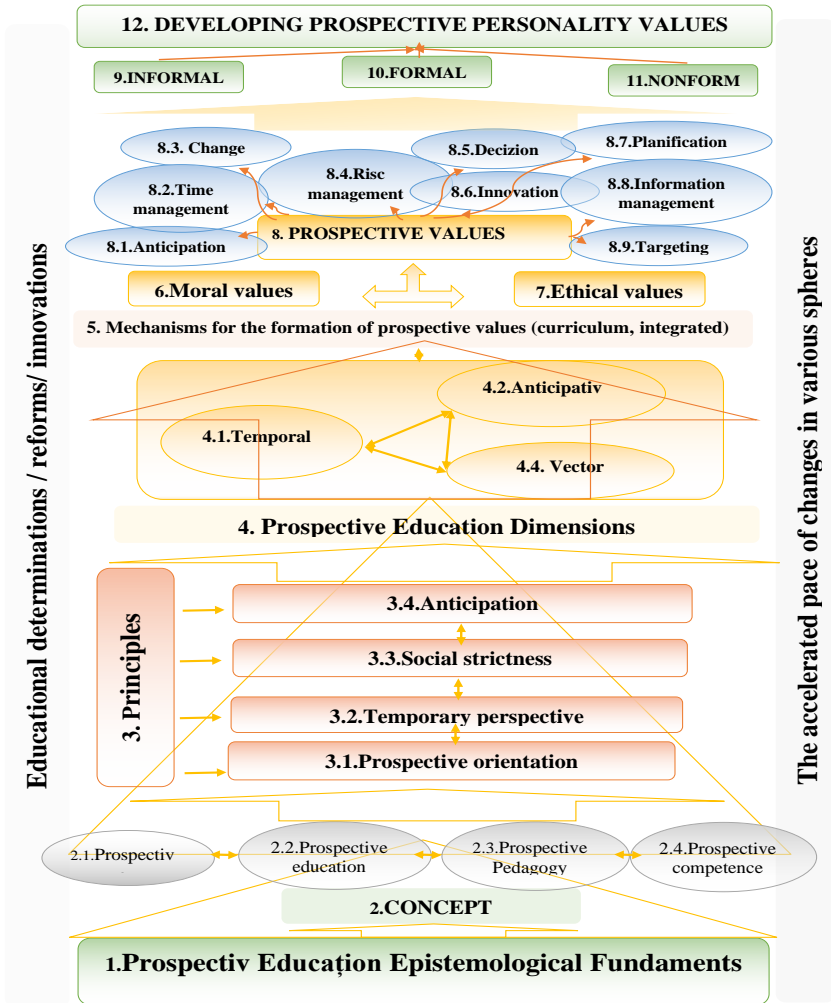 12. DEVELOPING PROSPECTIVE PERSONALITY VALUES
9.INFORMAL
10.FORMAL
11.NONFORM
8.3. Change
8.5.Decizion
8.7.Planification
8.4.Risc
management
8.2.Time
management
8.6.Innovation
8.8.Information
management
8. PROSPECTIVE VALUES
8.1.Anticipation
8.9.Targeting
6.Moral values
7.Ethical values
5. Mechanisms for the formation of prospective values (curriculum, integrated)
4.2.Anticipativ
4.1.Temporal
4.4. Vector
4. Prospective Education Dimensions
3. Principles
3.4.Anticipation
3.3.Social strictness
3.2.Temporary perspective
3.1.Prospective orientation
2.1.Prospectiv
.
2.2.Prospective
education
2.3.Prospective
Pedagogy
2.4.Prospective
competence
2.CONCEPT
1.Prospectiv Educaţion Epistemological Fundaments
Educational determinations / reforms/ innovations
The accelerated pace of changes in various spheres